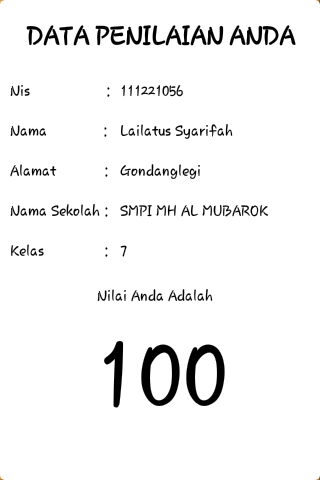 DATA PENILAIAN ANDA
Nis : 111221056
Nama : Lailatus Syarifah
Alamat : Gondanglegi
Nama Sekolah : SMPI MH AL MUBAROK
Kelas : 7
Nilai Anda Adalah
100